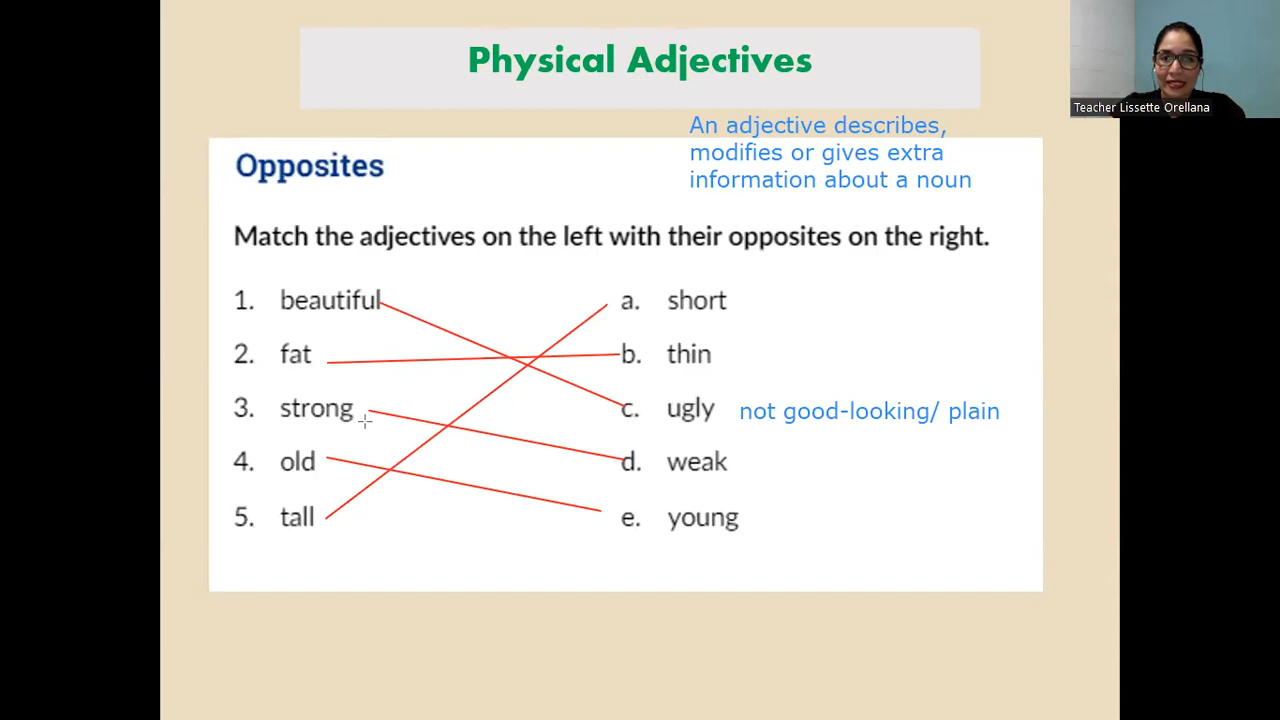 Physical Adjectives
Teacher Lissette Orellana
An adjective describes,
modifies or gives extra
information about a noun
Opposites
Match the adjectives on the left with their opposites on the right.
1. beautiful
a. short
2. fat
b. thin
3. strong
c. ugly
not good-looking/ plain
4. old
d. weak
5. tall
e. young